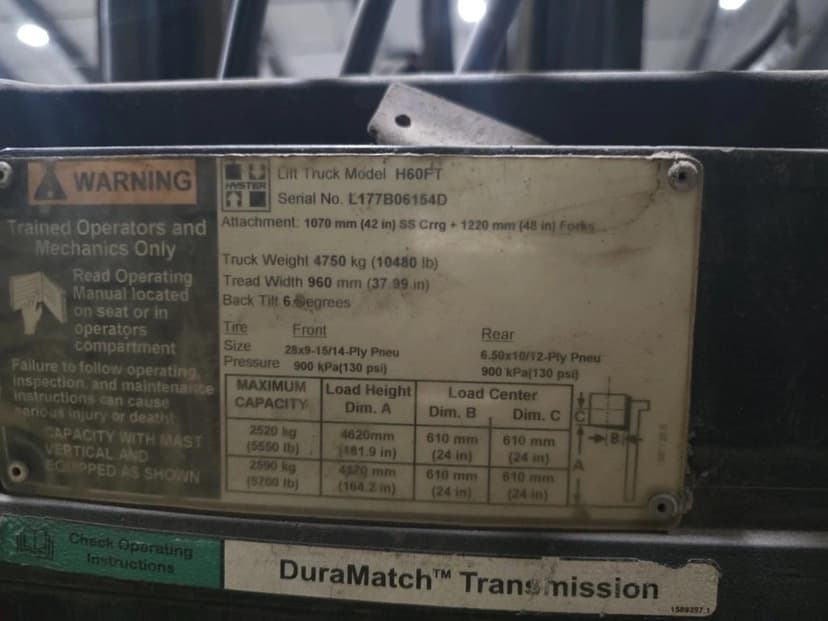 WARNING
Trained Operators and
Mechanics Only
Read Operating
Manual located
on seat or in
operators
compartment
Failure to follow operating,
inspection, and maintenance
instructions can cause
serious injury or death!
CAPACITY WITH MAST
VERTICAL AND
EQUIPPED AS SHOWN
HYSTER
Lift Truck Model H60FT
Serial No. L177B06154D
Attachment: 1070 mm (42 in) SS Crrg + 1220 mm (48 in) Forks
Truck Weight 4750 kg (10480 lb)
Tread Width 960 mm (37.99 in)
Back Tilt 6 Degrees
Tire Front Rear
Size 28x9-15/14-Ply Pneu 6.50x10/12-Ply Pneu
Pressure 900 kPa(130 psi) 900 kPa(130 psi)
MAXIMUM CAPACITY Load Height Dim. A Load Center Dim. B Dim. C
2520 kg (5550 lb) 4620mm (181.9 in) 610 mm (24 in) 610 mm (24 in)
2590 kg (5700 lb) 4170 mm (164.2 in) 610 mm (24 in) 610 mm (24 in)
C
B
A
Check Operating
Instructions
DuraMatch™ Transmission